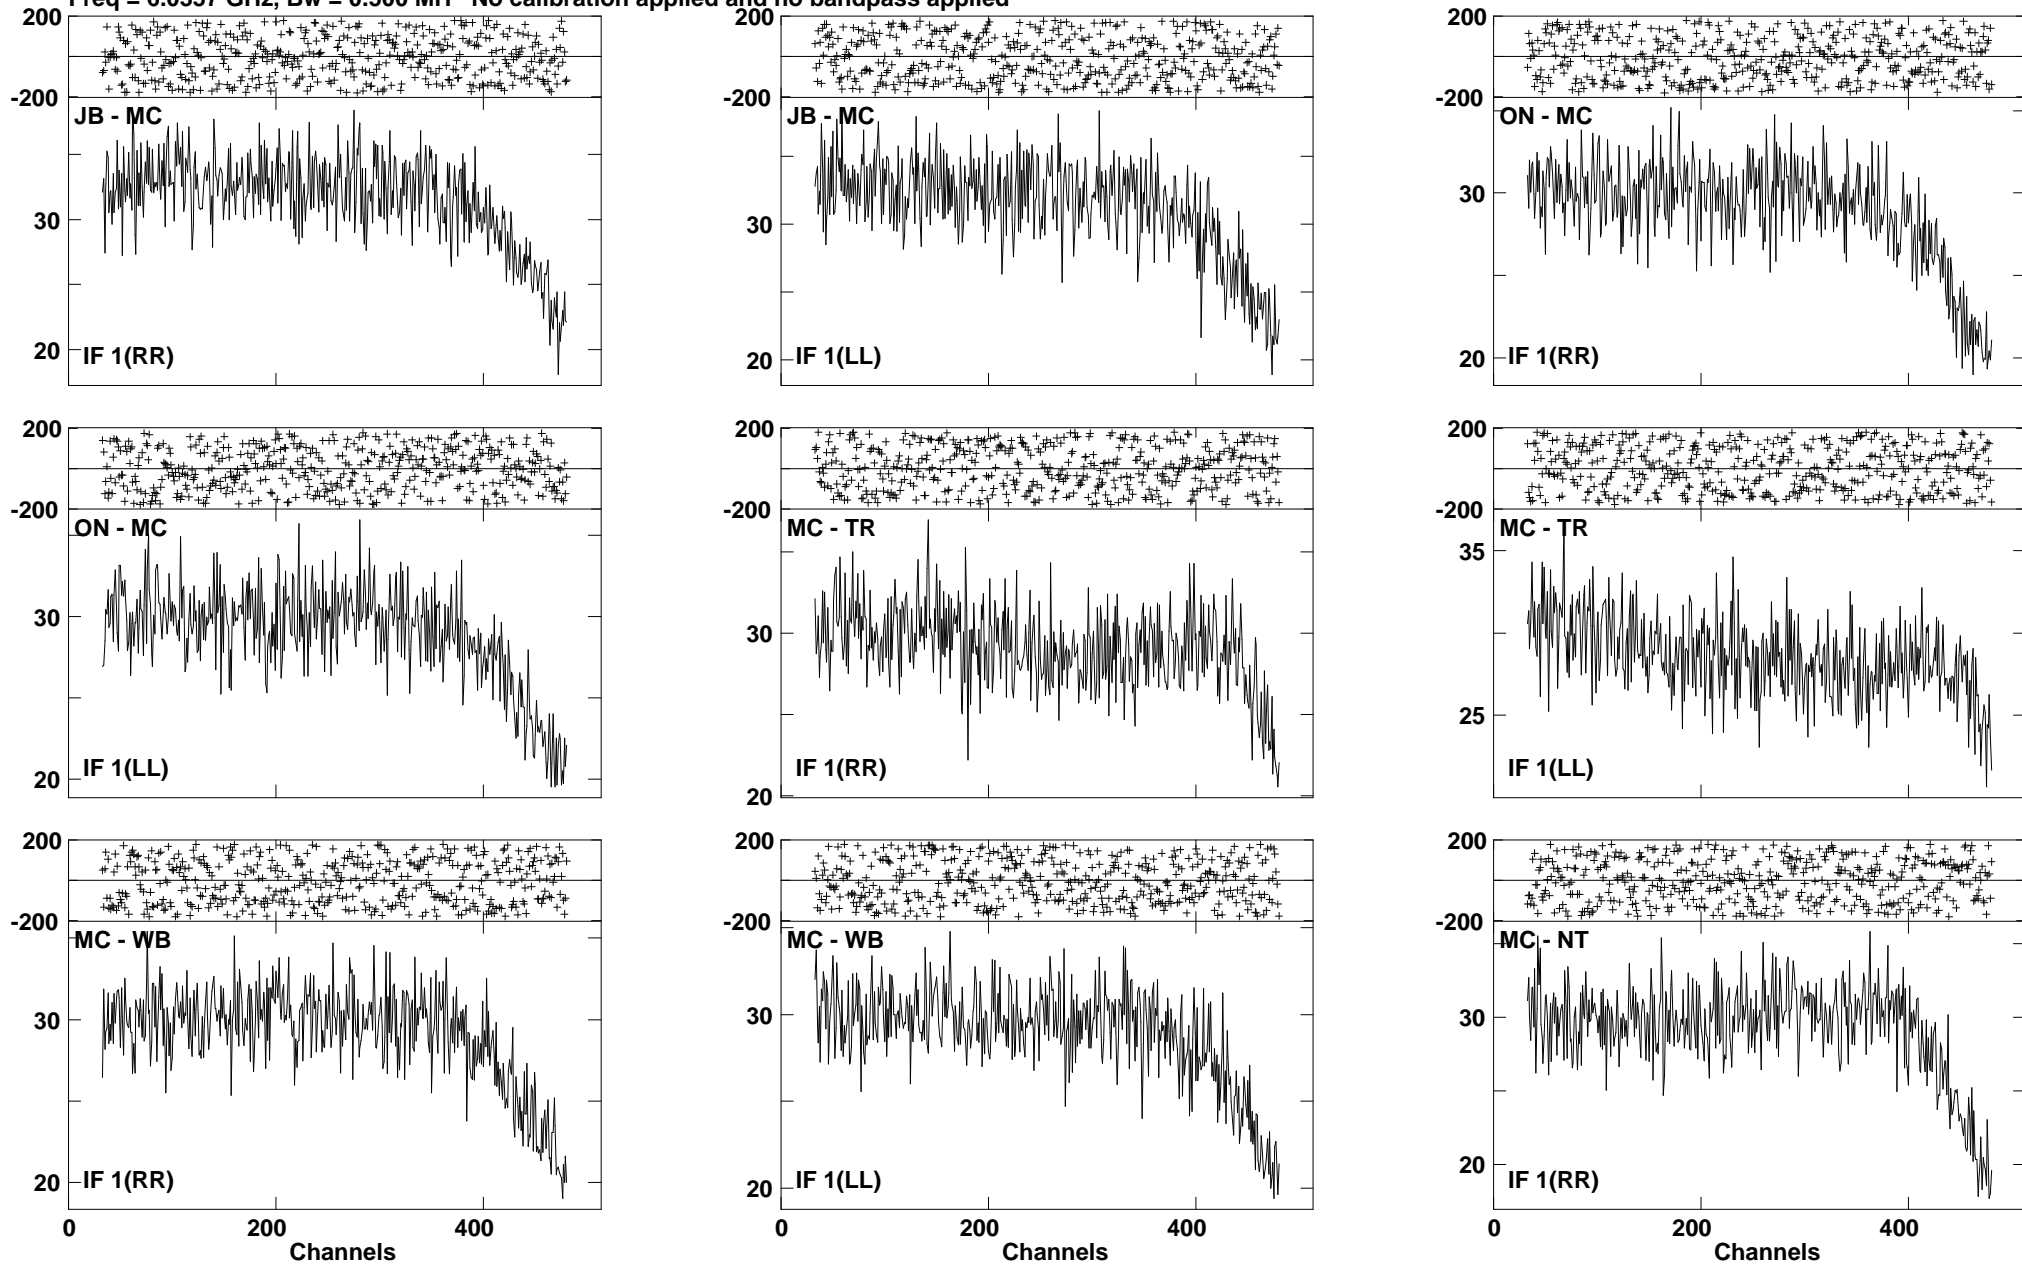 Freq = 6.0357 GHz, Bw = 0.500 MH No calibration applied and no bandpass applied
200
-200
JB - MC
30
20
IF 1(RR)
200
-200
JB - MC
30
20
IF 1(LL)
200
-200
ON - MC
30
20
IF 1(RR)
200
-200
ON - MC
30
20
IF 1(LL)
200
-200
MC - TR
30
20
IF 1(RR)
200
-200
MC - TR
35
25
IF 1(LL)
200
-200
MC - WB
30
20
IF 1(RR)
0 200 400
Channels
200
-200
MC - WB
30
20
IF 1(LL)
0 200 400
Channels
200
-200
MC - NT
30
20
IF 1(RR)
0 200 400
Channels